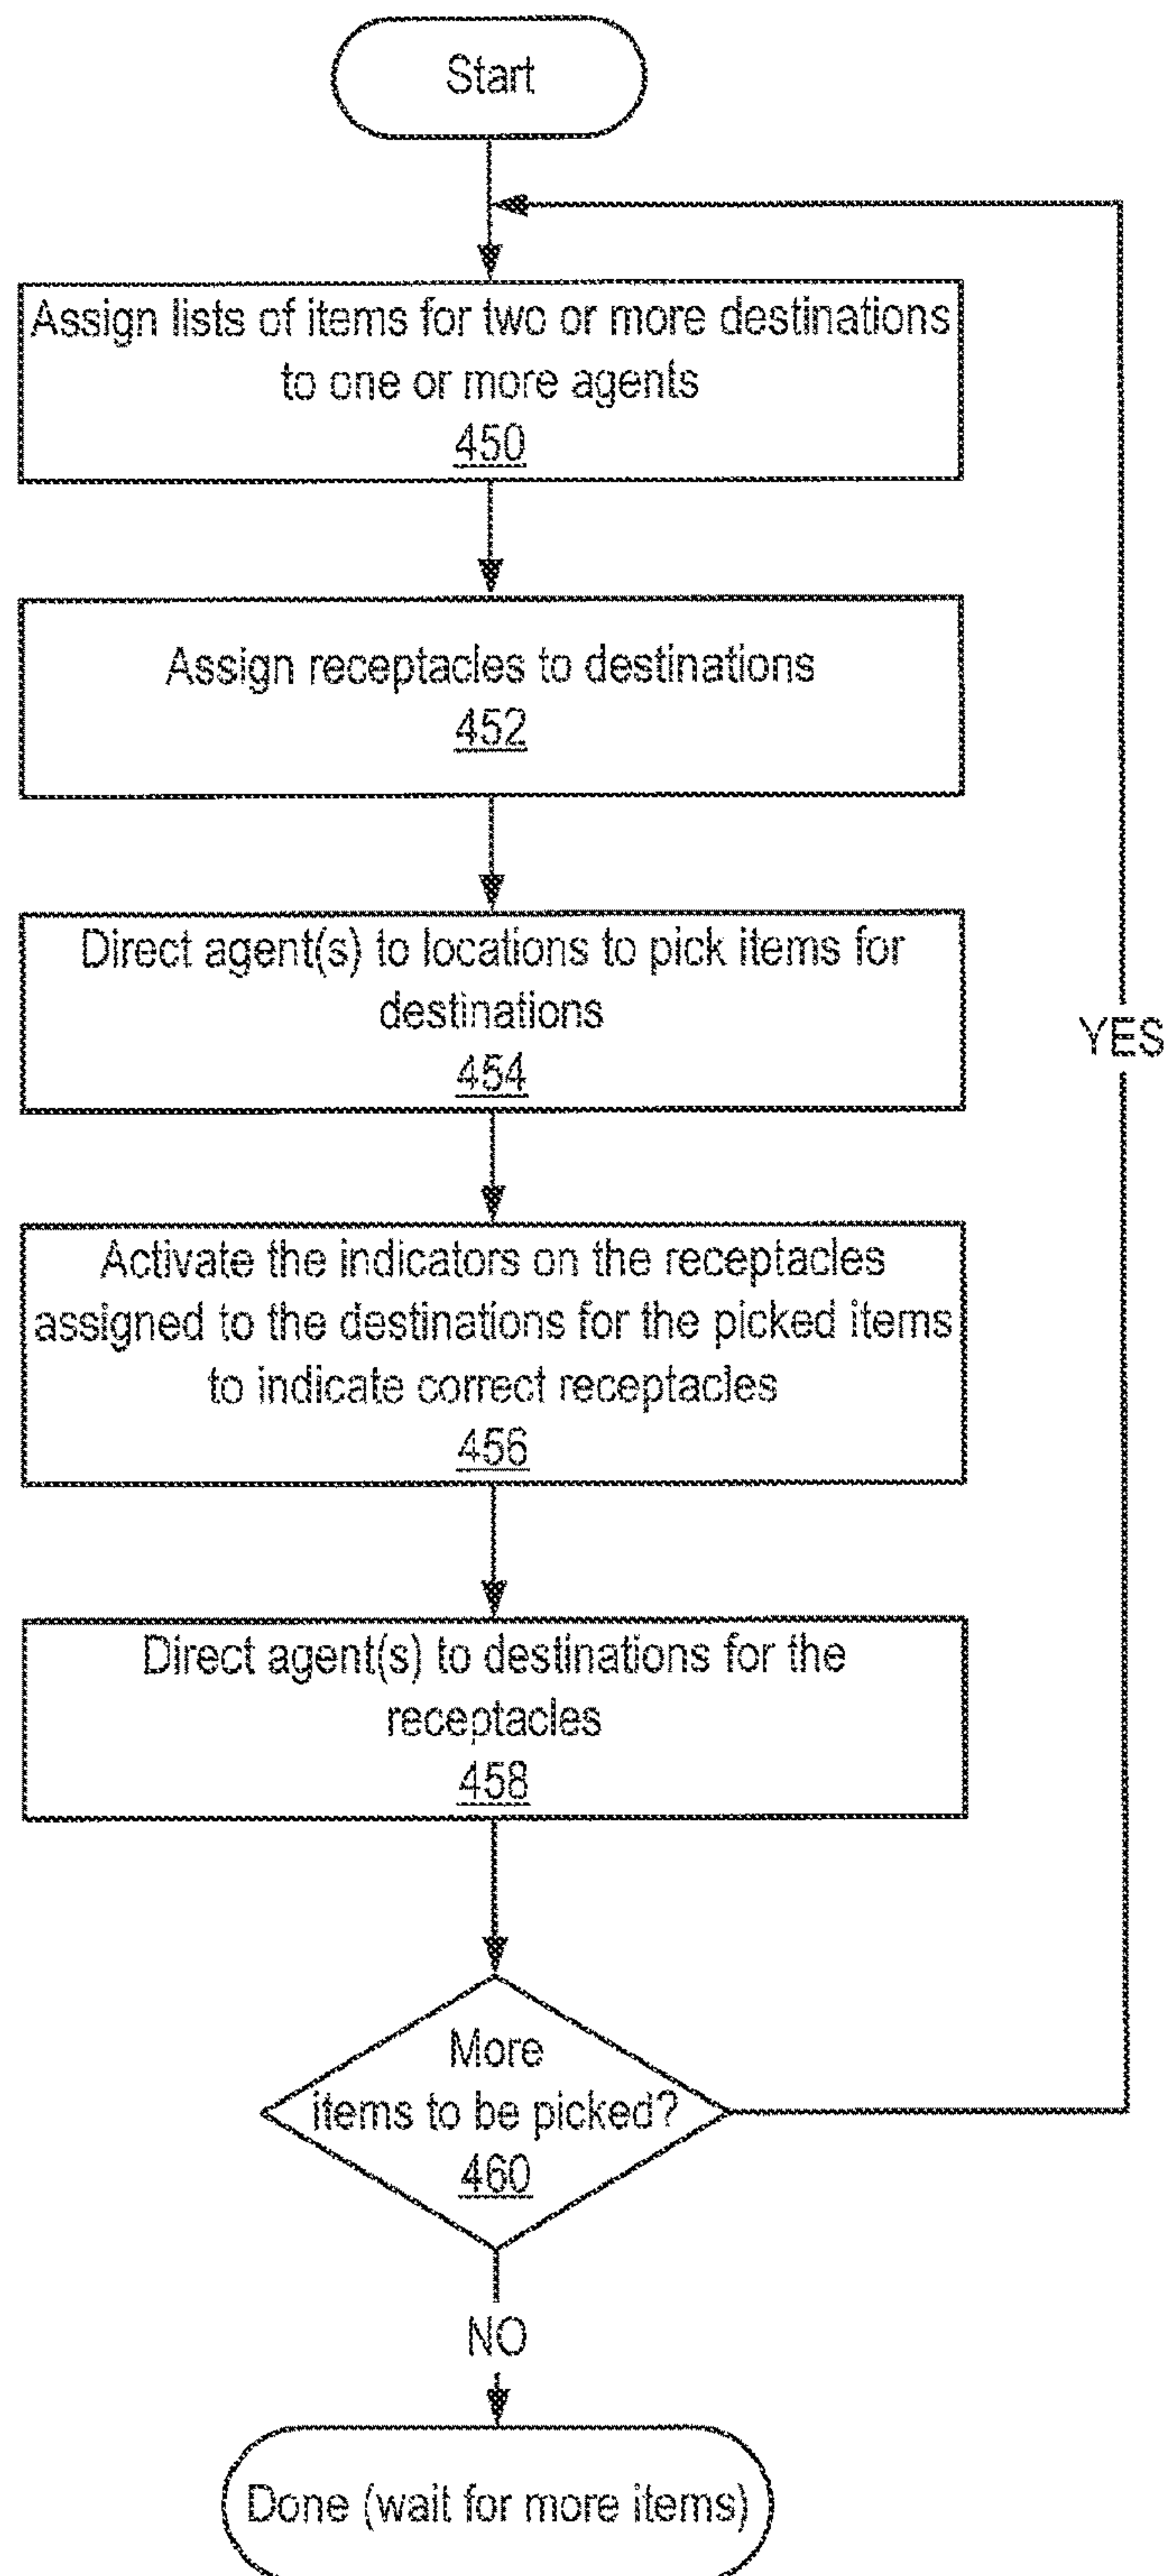 Start
Assign lists of items for two or more destinations
to one or more agents
450
Assign receptacles to destinations
452
Direct agent(s) to locations to pick items for
destinations
454
YES
Activate the indicators on the receptacles
assigned to the destinations for the picked items
to indicate correct receptacles
456
Direct agent(s) to destinations for the
receptacles
458
More
items to be picked?
460
NO
Done (wait for more items)